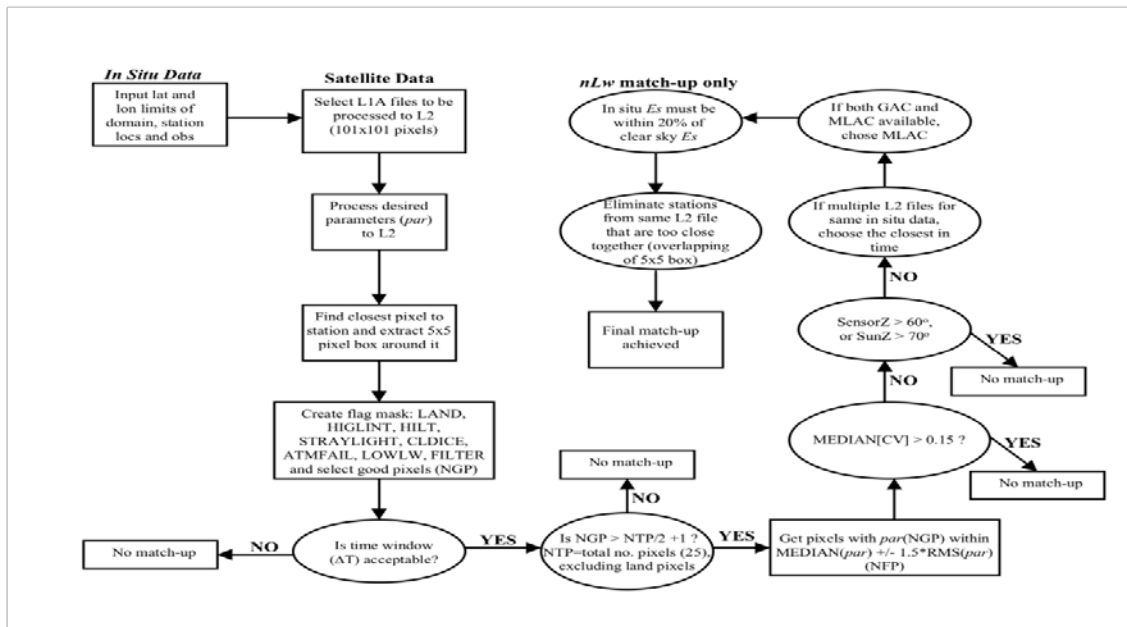 In Situ Data
Input lat and
lon limits of
domain, station
locs and obs
Satellite Data
Select L1A files to be
processed to L2
(101x101 pixels)
Process desired
parameters (par)
to L2
Find closest pixel to
station and extract 5x5
pixel box around it
Create flag mask: LAND,
HIGLINT, HILT,
STRAYLIGHT, CLDICE,
ATMFAIL, LOWLW, FILTER
and select good pixels (NGP)
Is time window
(ΔT) acceptable?
NO
No match-up
YES
Is NGP > NTP/2 +1 ?
NTP=total no. pixels (25),
excluding land pixels
NO
No match-up
YES
Get pixels with par(NGP) within
MEDIAN(par) +/- 1.5*RMS(par)
(NFP)
MEDIAN[CV] > 0.15 ?
YES
No match-up
NO
SensorZ > 60°,
or SunZ > 70°
YES
No match-up
NO
If multiple L2 files for
same in situ data,
choose the closest in
time
If both GAC and
MLAC available,
chose MLAC
nLw match-up only
In situ Es must be
within 20% of
clear sky Es
Eliminate stations
from same L2 file
that are too close
together (overlapping
of 5x5 box)
Final match-up
achieved